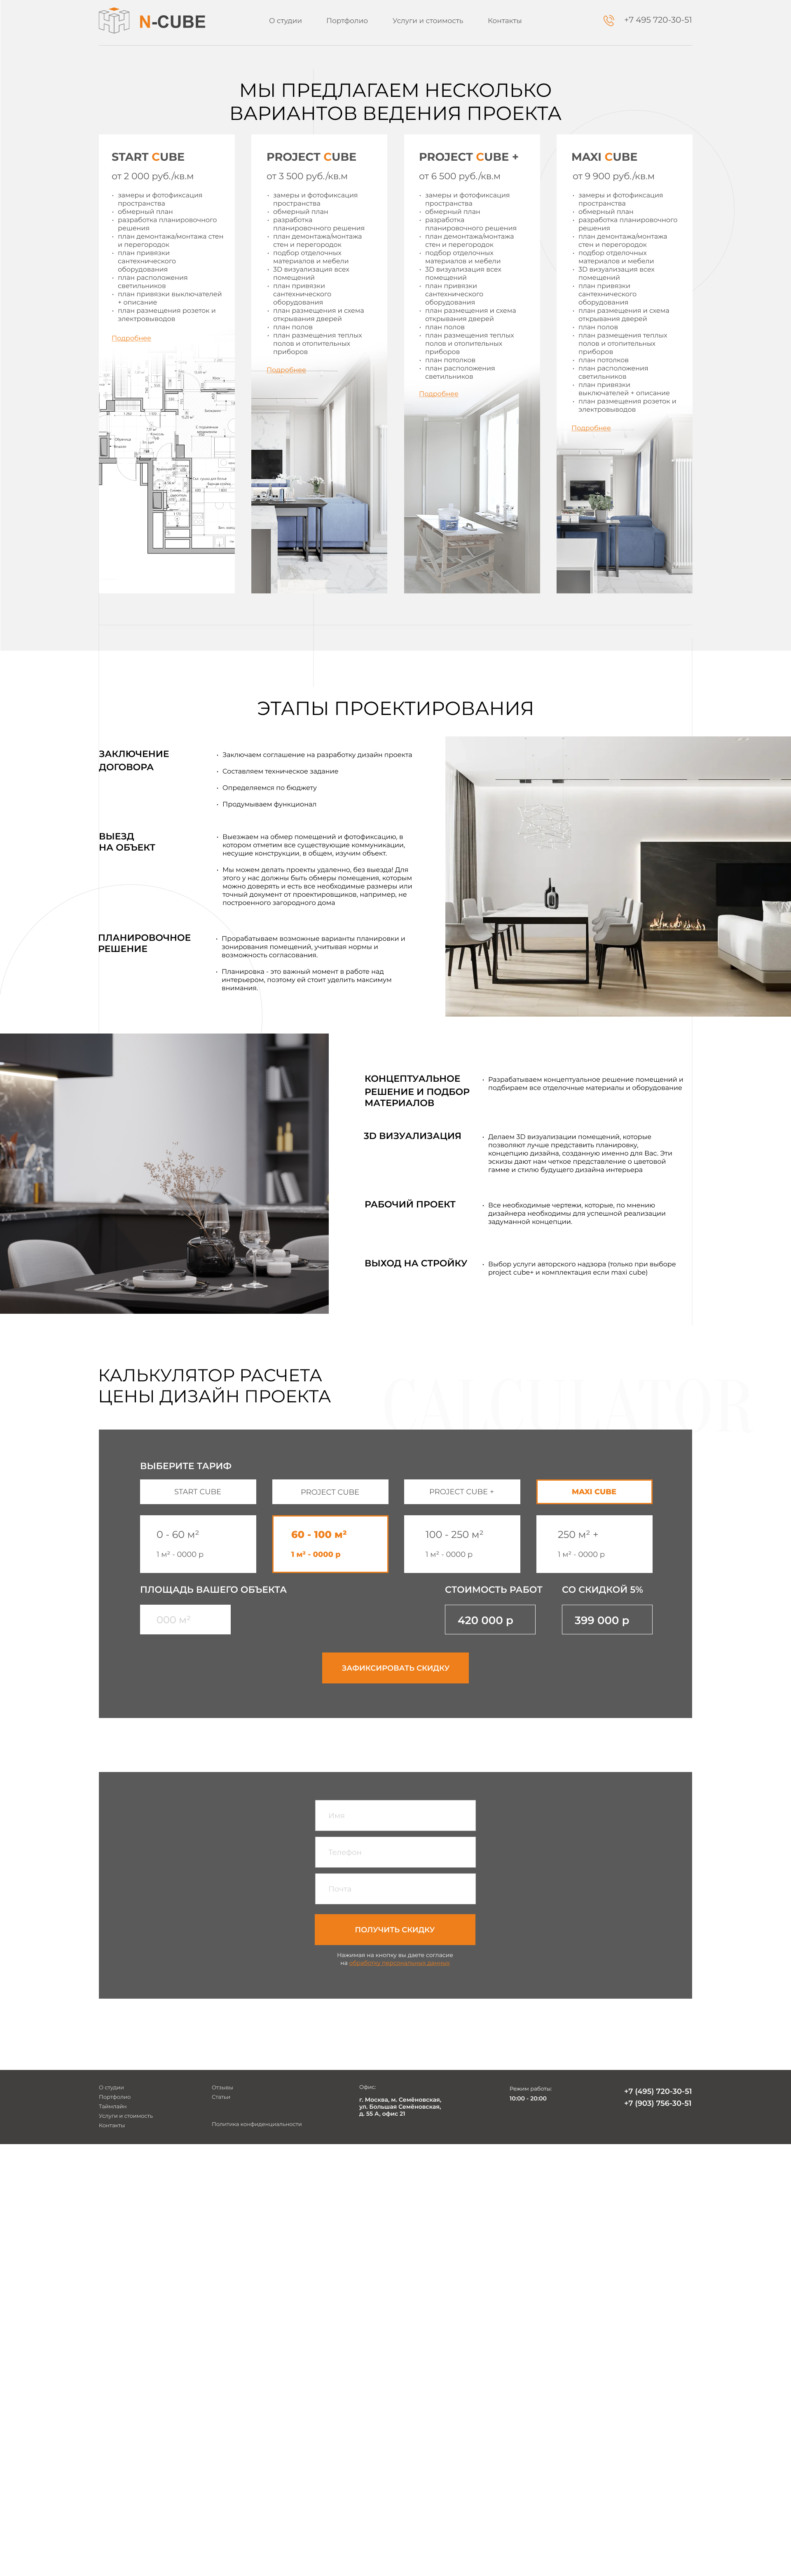 N-CUBE
О студии
Портфолио
Услуги и стоимость
Контакты
+7 495 720-30-51
МЫ ПРЕДЛАГАЕМ НЕСКОЛЬКО
ВАРИАНТОВ ВЕДЕНИЯ ПРОЕКТА
START CUBE
от 2 000 руб./кв.м
• замеры и фотофиксация
пространства
• обмерный план
• разработка планировочного
решения
• план демонтажа/монтажа стен
и перегородок
• план привязки
сантехнического
оборудования
• план расположения
светильников
• план привязки выключателей
+ описание
• план размещения розеток и
электровыводов
Подробнее
PROJECT CUBE
от 3 500 руб./кв.м
• замеры и фотофиксация
пространства
• обмерный план
• разработка
планировочного решения
• план демонтажа/монтажа
стен и перегородок
• подбор отделочных
материалов и мебели
• 3D визуализация всех
помещений
• план привязки
сантехнического
оборудования
• план размещения и схема
открывания дверей
• план полов
• план размещения теплых
полов и отопительных
приборов
Подробнее
PROJECT CUBE +
от 6 500 руб./кв.м
• замеры и фотофиксация
пространства
• обмерный план
• разработка
планировочного решения
• план демонтажа/монтажа
стен и перегородок
• подбор отделочных
материалов и мебели
• 3D визуализация всех
помещений
• план привязки
сантехнического
оборудования
• план размещения и схема
открывания дверей
• план полов
• план размещения теплых
полов и отопительных
приборов
• план потолков
• план расположения
светильников
Подробнее
MAXI CUBE
от 9 900 руб./кв.м
• замеры и фотофиксация
пространства
• обмерный план
• разработка планировочного
решения
• план демонтажа/монтажа
стен и перегородок
• подбор отделочных
материалов и мебели
• 3D визуализация всех
помещений
• план привязки
сантехнического
оборудования
• план размещения и схема
открывания дверей
• план полов
• план размещения теплых
полов и отопительных
приборов
• план потолков
• план расположения
светильников
• план привязки
выключателей + описание
• план размещения розеток и
электровыводов
Подробнее
ЭТАПЫ ПРОЕКТИРОВАНИЯ
ЗАКЛЮЧЕНИЕ
ДОГОВОРА
• Заключаем соглашение на разработку дизайн проекта
• Составляем техническое задание
• Определяемся по бюджету
• Продумываем функционал
ВЫЕЗД
НА ОБЪЕКТ
• Выезжаем на обмер помещений и фотофиксацию, в
котором отметим все существующие коммуникации,
несущие конструкции, в общем, изучим объект.
• Мы можем делать проекты удаленно, без выезда! Для
этого у нас должны быть обмеры помещения, которым
можно доверять и есть все необходимые размеры или
точный документ от проектировщиков, например, не
построенного загородного дома
ПЛАНИРОВОЧНОЕ
РЕШЕНИЕ
• Прорабатываем возможные варианты планировки и
зонирования помещений, учитывая нормы и
возможность согласования.
• Планировка - это важный момент в работе над
интерьером, поэтому ей стоит уделить максимум
внимания.
КОНЦЕПТУАЛЬНОЕ
РЕШЕНИЕ И ПОДБОР
МАТЕРИАЛОВ
• Разрабатываем концептуальное решение помещений и
подбираем все отделочные материалы и оборудование
3D ВИЗУАЛИЗАЦИЯ
• Делаем 3D визуализации помещений, которые
позволяют лучше представить планировку,
концепцию дизайна, созданную именно для Вас. Эти
эскизы дают нам четкое представление о цветовой
гамме и стилю будущего дизайна интерьера
РАБОЧИЙ ПРОЕКТ
• Все необходимые чертежи, которые, по мнению
дизайнера необходимы для успешной реализации
задуманной концепции.
ВЫХОД НА СТРОЙКУ
• Выбор услуги авторского надзора (только при выборе
project cube+ и комплектация если maxi cube)
КАЛЬКУЛЯТОР РАСЧЕТА
ЦЕНЫ ДИЗАЙН ПРОЕКТА
CALCULATOR
ВЫБЕРИТЕ ТАРИФ
START CUBE
PROJECT CUBE
PROJECT CUBE +
MAXI CUBE
0 - 60 м²
1 м² - 0000 р
60 - 100 м²
1 м² - 0000 р
100 - 250 м²
1 м² - 0000 р
250 м² +
1 м² - 0000 р
ПЛОЩАДЬ ВАШЕГО ОБЪЕКТА
000 м²
СТОИМОСТЬ РАБОТ
420 000 р
СО СКИДКОЙ 5%
399 000 р
ЗАФИКСИРОВАТЬ СКИДКУ
Имя
Телефон
Почта
ПОЛУЧИТЬ СКИДКУ
Нажимая на кнопку вы даете согласие
на обработку персональных данных
О студии
Портфолио
Таймлайн
Услуги и стоимость
Контакты
Отзывы
Статьи
Политика конфиденциальности
Офис:
г. Москва, м. Семёновская,
ул. Большая Семёновская,
д. 55 А, офис 21
Режим работы:
10:00 - 20:00
+7 (495) 720-30-51
+7 (903) 756-30-51